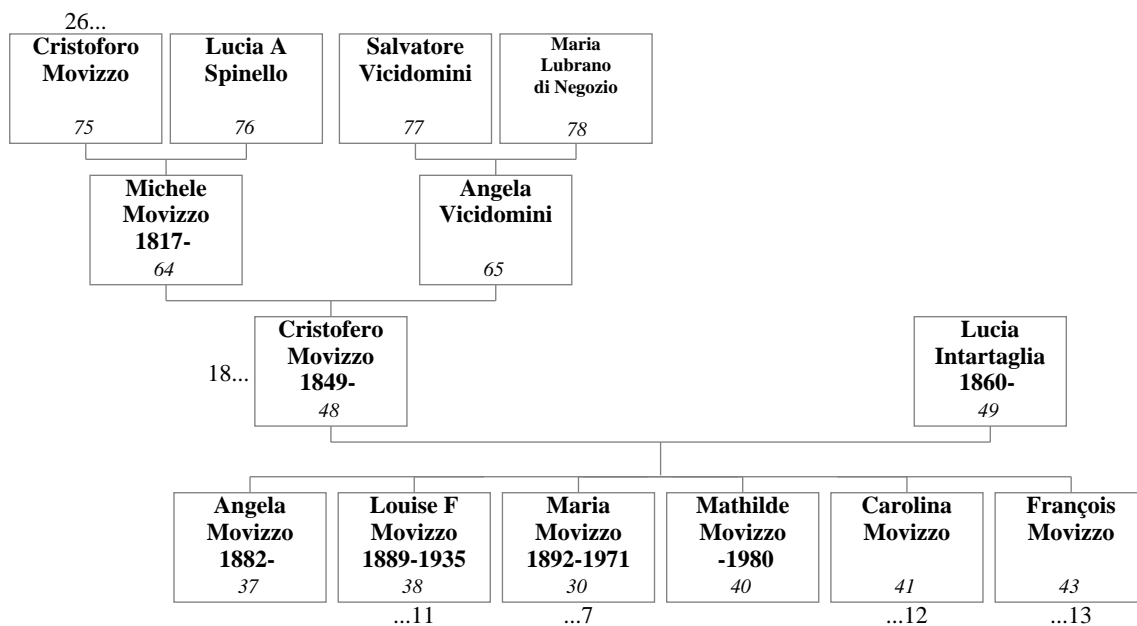 26...
Cristoforo
Movizzo
75
Lucia A
Spinello
76
Salvatore
Vicidomini
77
Maria
Lubrano
di Negozio
78
Michele
Movizzo
1817-
64
Angela
Vicidomini
65
18...
Cristofero
Movizzo
1849-
48
Lucia
Intartaglia
1860-
49
Angela
Movizzo
1882-
37
Louise F
Movizzo
1889-1935
38
...11
Maria
Movizzo
1892-1971
30
...7
Mathilde
Movizzo
-1980
40
Carolina
Movizzo
41
...12
François
Movizzo
43
...13